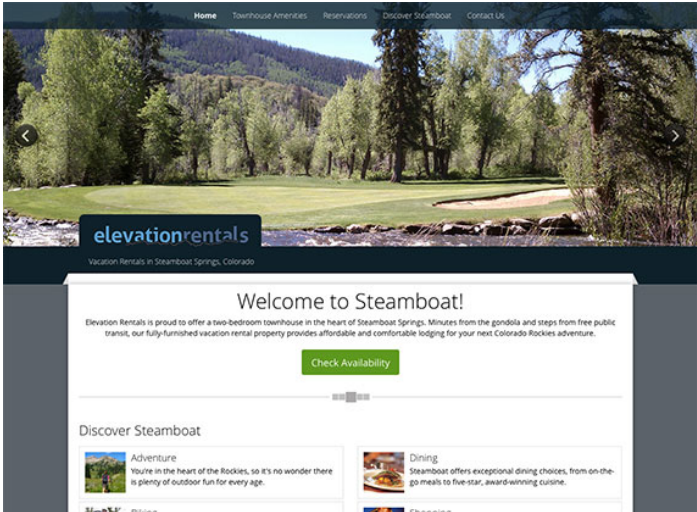 Home Townhouse Amenities Reservations Discover Steamboat Contact Us
elevationrentals
Vacation Rentals in Steamboat Springs, Colorado
Welcome to Steamboat!
Elevation Rentals is proud to offer a two-bedroom townhouse in the heart of Steamboat Springs. Minutes from the gondola and steps from free public
transit, our fully-furnished vacation rental property provides affordable and comfortable lodging for your next Colorado Rockies adventure.
Check Availability
Discover Steamboat
Adventure
You're in the heart of the Rockies, so it's no wonder there
is plenty of outdoor fun for every age.
Dining
Steamboat offers exceptional dining choices, from on-the-
go meals to five-star, award-winning cuisine.
Biking
Shopping